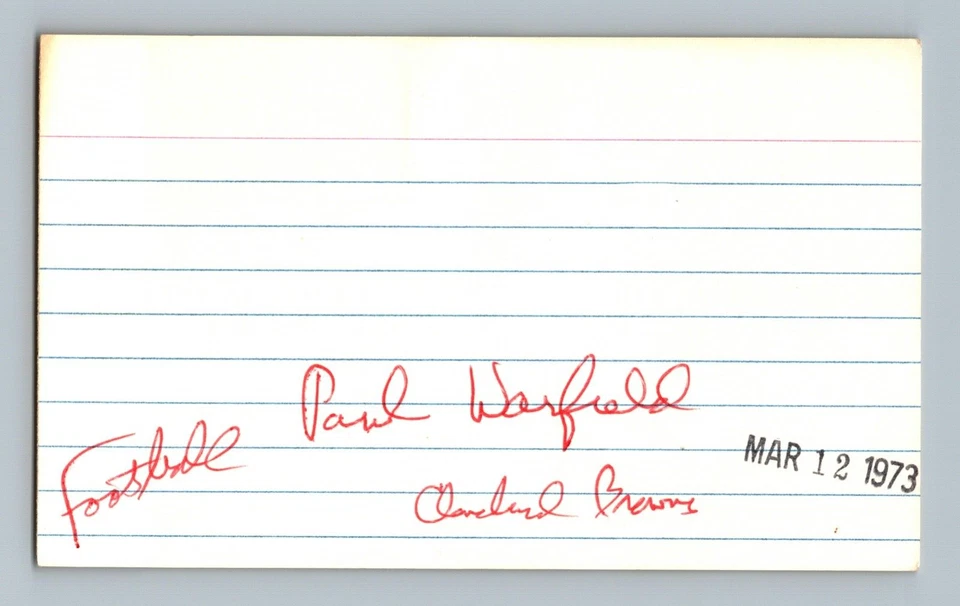 Paul Warfield
Football
MAR 12 1973
Cleveland Browns